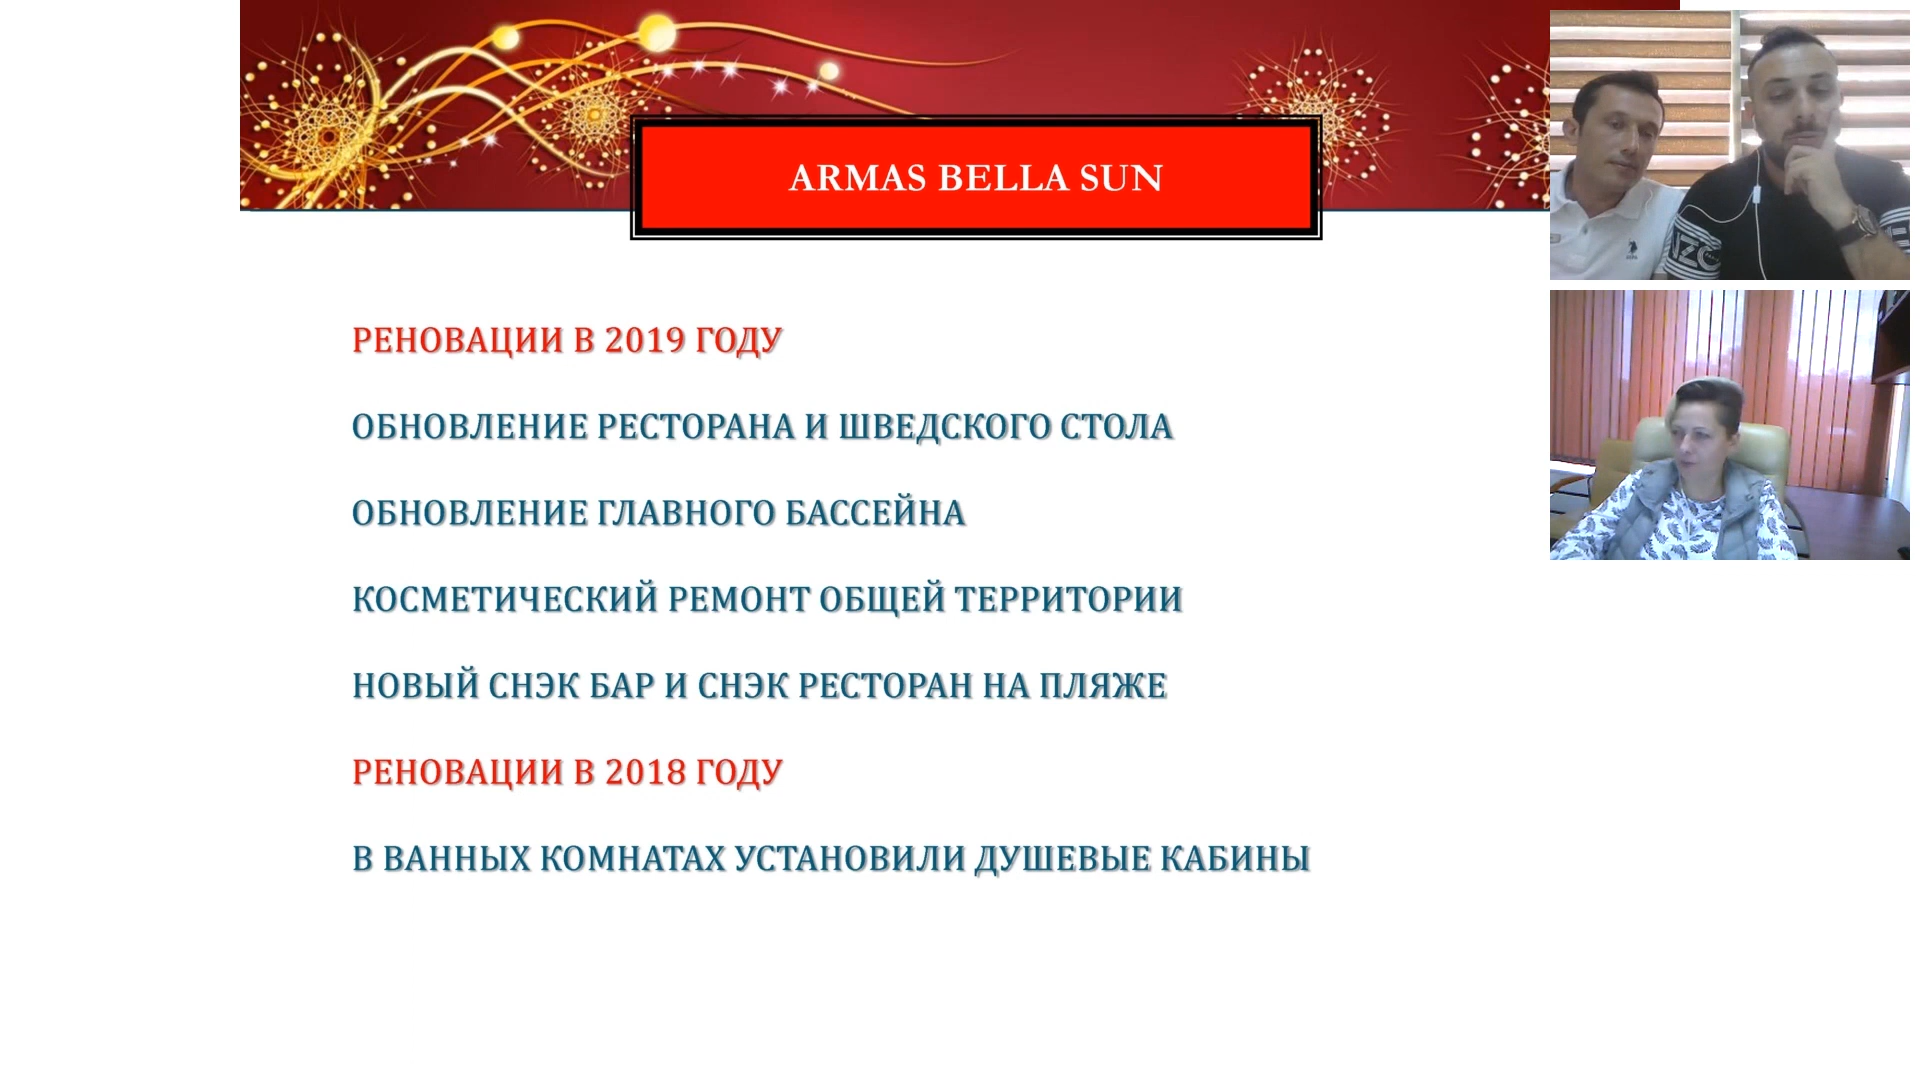 ARMAS BELLA SUN
РЕНОВАЦИИ В 2019 ГОДУ
ОБНОВЛЕНИЕ РЕСТОРАНА И ШВЕДСКОГО СТОЛА
ОБНОВЛЕНИЕ ГЛАВНОГО БАССЕЙНА
КОСМЕТИЧЕСКИЙ РЕМОНТ ОБЩЕЙ ТЕРРИТОРИИ
НОВЫЙ СНЭК БАР И СНЭК РЕСТОРАН НА ПЛЯЖЕ
РЕНОВАЦИИ В 2018 ГОДУ
В ВАННЫХ КОМНАТАХ УСТАНОВИЛИ ДУШЕВЫЕ КАБИНЫ